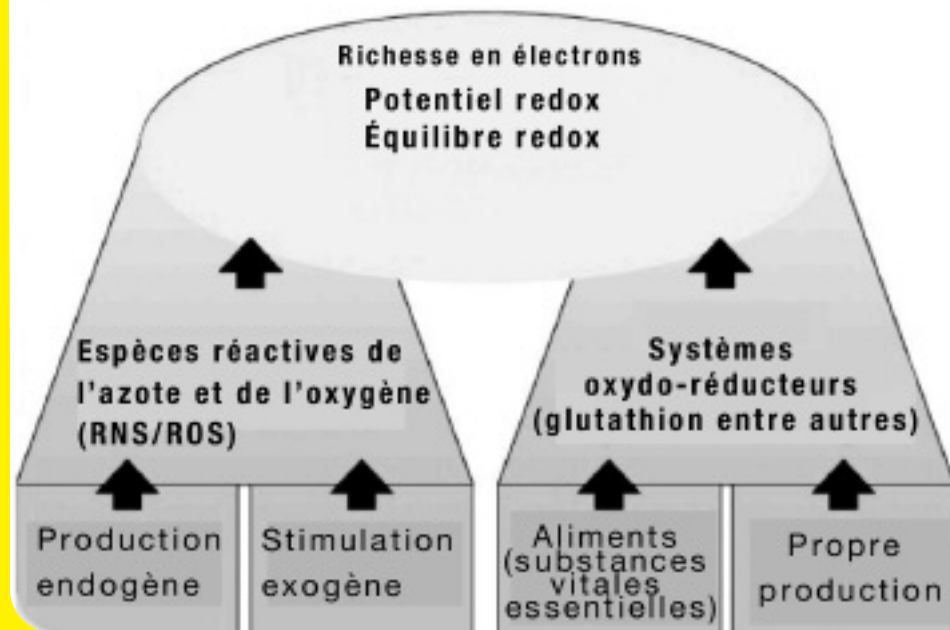 Richesse en électrons
Potentiel redox
Équilibre redox
Espèces réactives de
l'azote et de l'oxygène
(RNS/ROS)
Systèmes
oxydo-réducteurs
(glutathion entre autres)
Production
endogène
Stimulation
exogène
Aliments
(substances
vitales
essentielles)
Propre
production